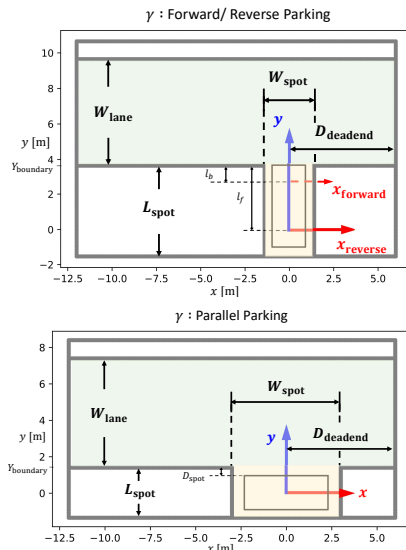 γ : Forward/ Reverse Parking
10
8
6
4
2
0
−2
y [m]
Y_boundary
W_lane
W_spot
y
D_deadend
l_b
l_f
x_forward
L_spot
x_reverse
−12.5 −10.0 −7.5 −5.0 −2.5 0.0 2.5 5.0
x [m]
γ : Parallel Parking
8
6
4
2
0
y [m]
Y_boundary
W_lane
W_spot
y
D_deadend
D_spot
L_spot
x
−12.5 −10.0 −7.5 −5.0 −2.5 0.0 2.5 5.0
x [m]